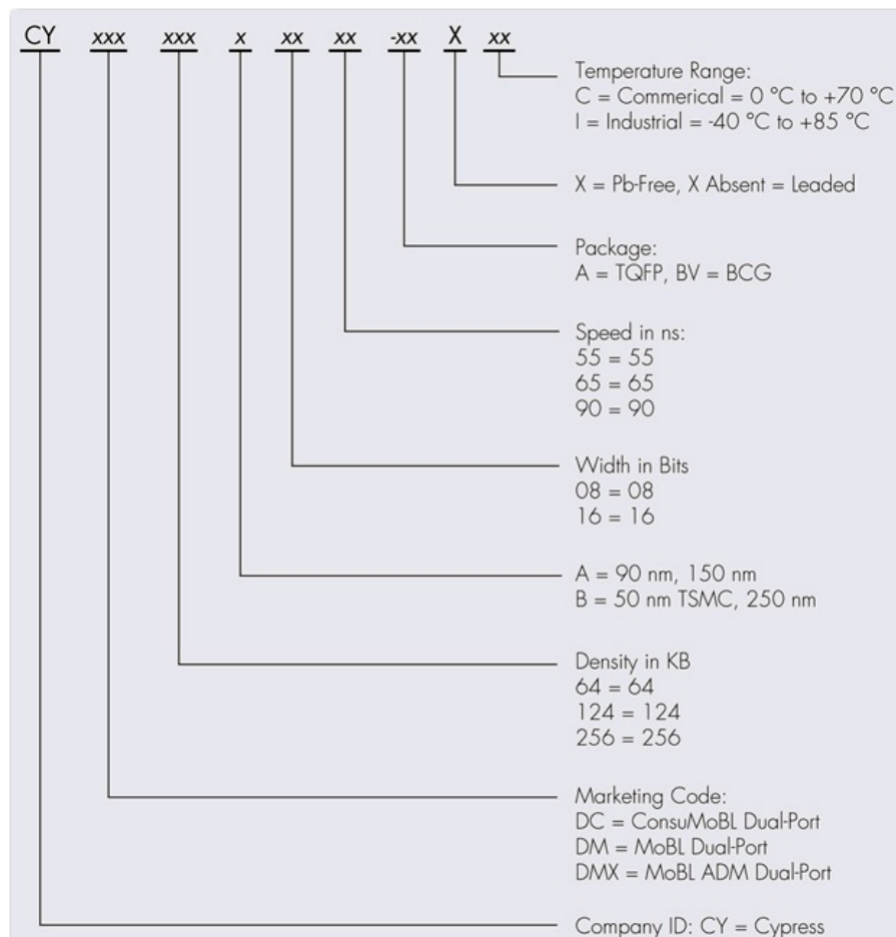 CY xxx xxx x xx xx -xx X xx
Temperature Range:
C = Commerical = 0 °C to +70 °C
I = Industrial = -40 °C to +85 °C
X = Pb-Free, X Absent = Leaded
Package:
A = TQFP, BV = BCG
Speed in ns:
55 = 55
65 = 65
90 = 90
Width in Bits
08 = 08
16 = 16
A = 90 nm, 150 nm
B = 50 nm TSMC, 250 nm
Density in KB
64 = 64
124 = 124
256 = 256
Marketing Code:
DC = ConsuMoBL Dual-Port
DM = MoBL Dual-Port
DMX = MoBL ADM Dual-Port
Company ID: CY = Cypress